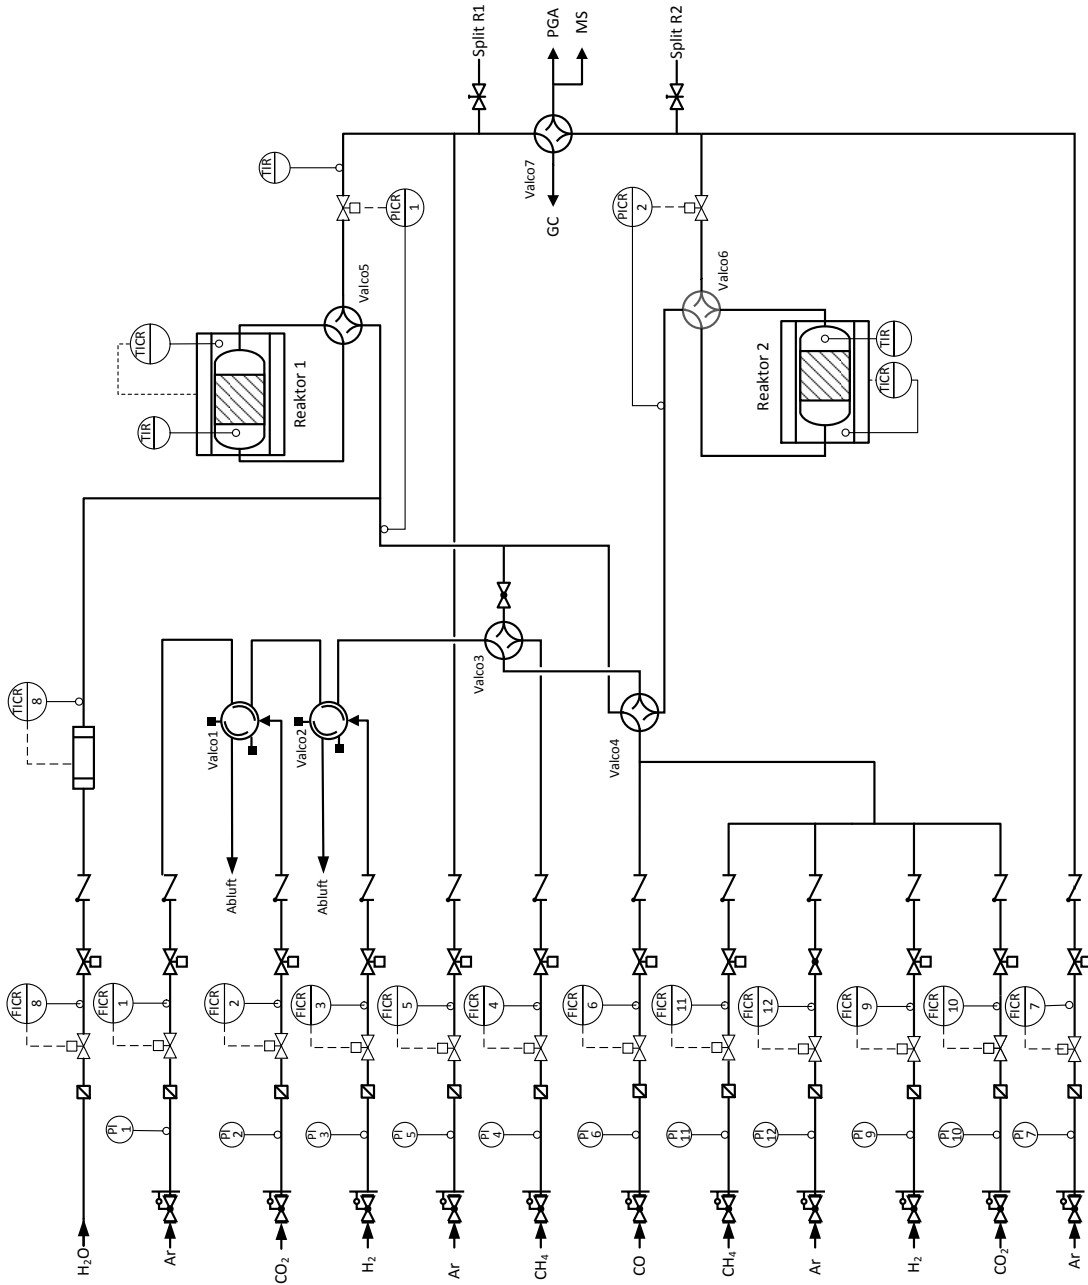 Split R1
PGA
MS
Split R2
TIR
Valco7
GC
PICR
1
PICR
2
Valco5
Valco6
TICR
TIR
Reaktor 1
Reaktor 2
TIR
TICR
TICR
8
Valco1
Valco2
Valco3
Valco4
Abluft
Abluft
FICR
8
FICR
1
FICR
2
FICR
3
FICR
5
FICR
4
FICR
6
FICR
11
FICR
12
FICR
9
FICR
10
FICR
7
PI
1
PI
2
PI
3
PI
5
PI
4
PI
6
PI
11
PI
12
PI
9
PI
10
PI
7
H₂O
Ar
CO₂
H₂
Ar
CH₄
CO
CH₄
Ar
H₂
CO₂
Ar